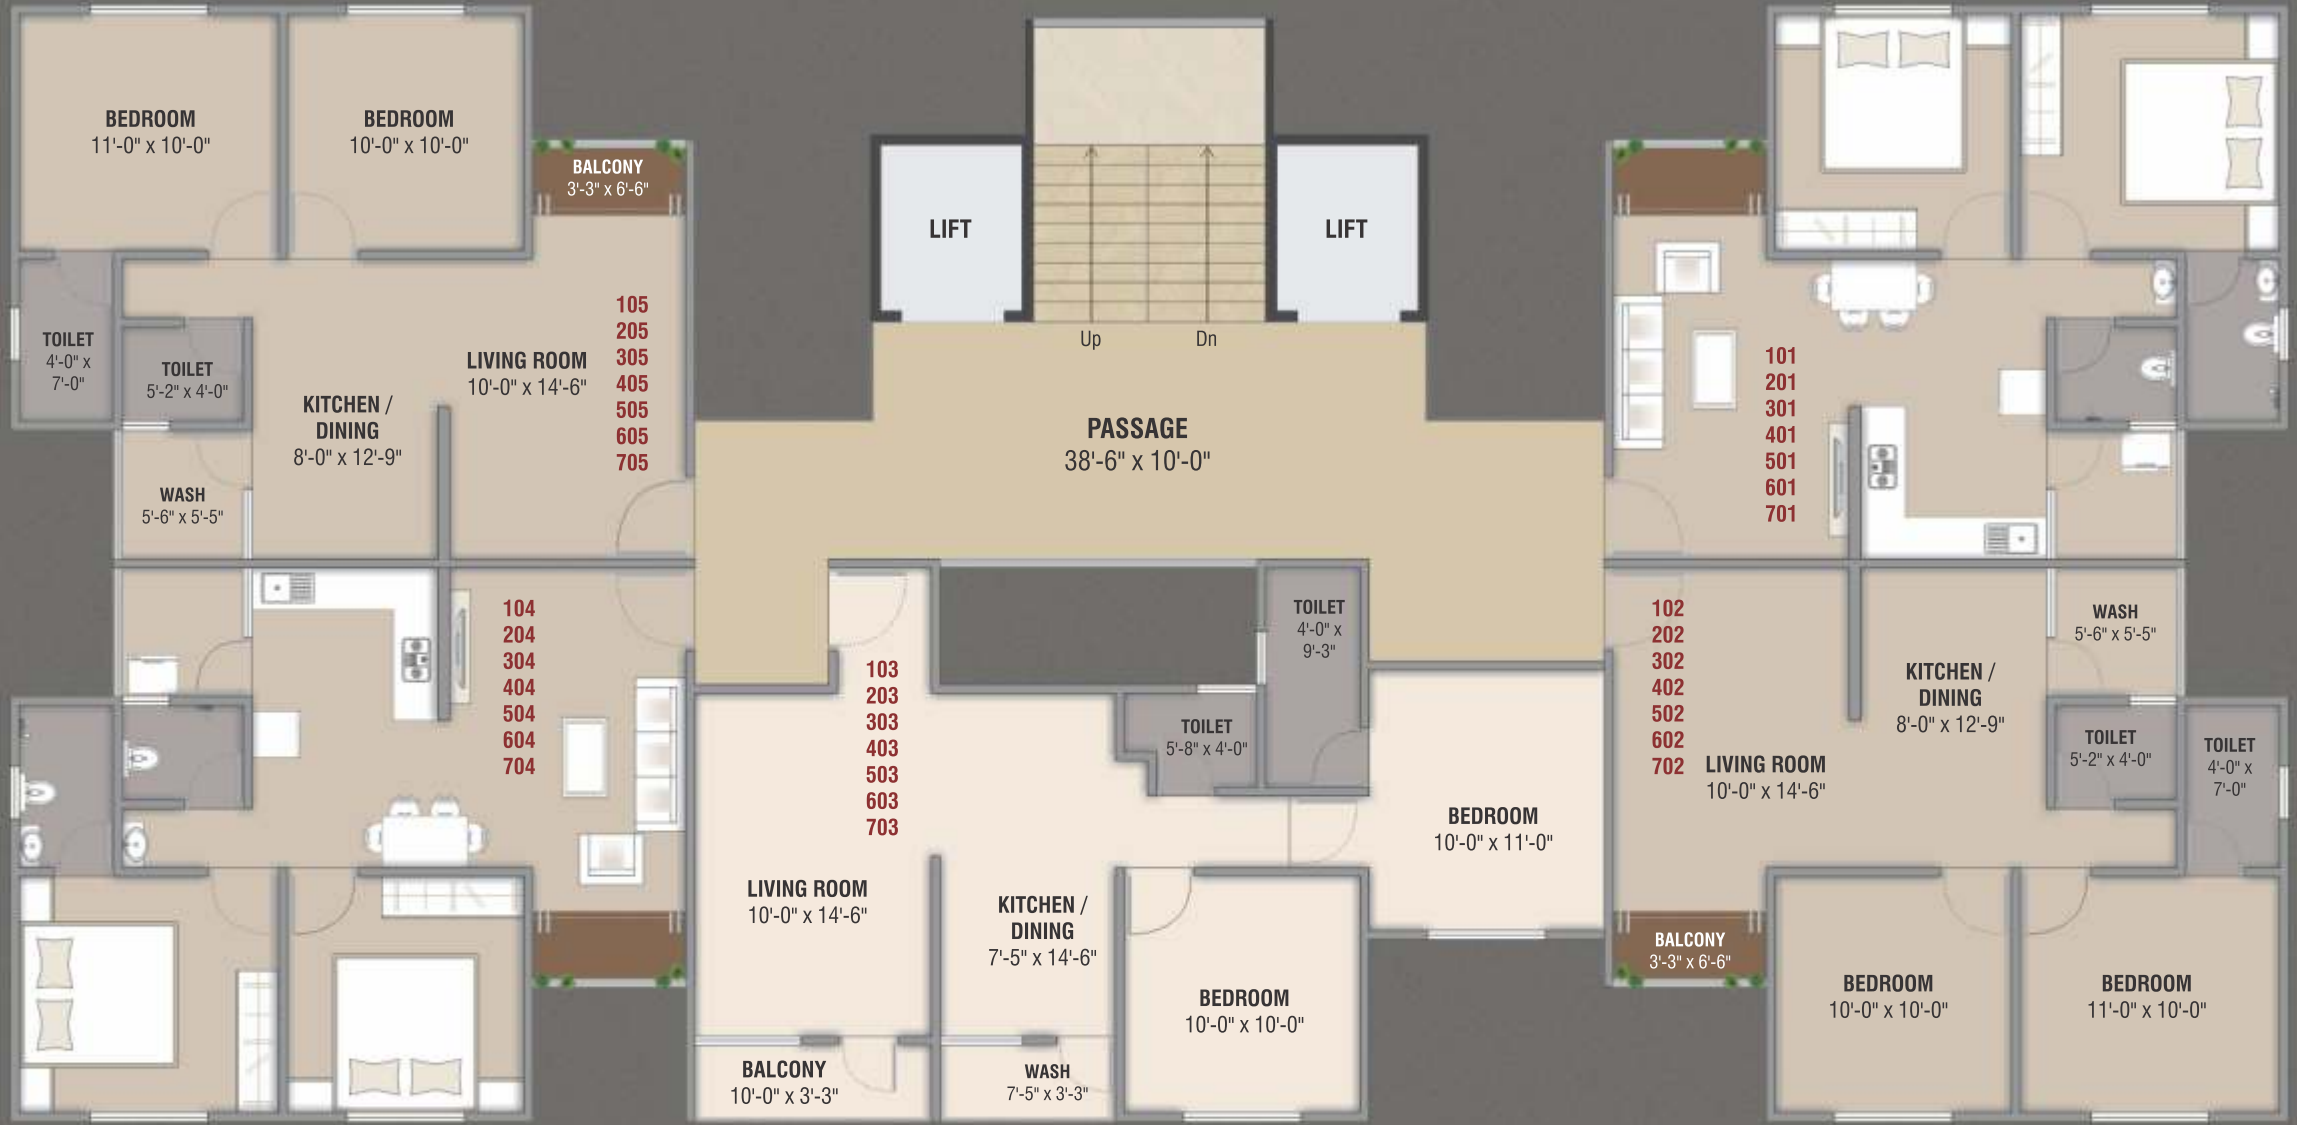 BEDROOM
11'-0" x 10'-0"
BEDROOM
10'-0" x 10'-0"
BALCONY
3'-3" x 6'-6"
TOILET
4'-0" x
7'-0"
TOILET
5'-2" x 4'-0"
KITCHEN /
DINING
8'-0" x 12'-9"
LIVING ROOM
10'-0" x 14'-6"
105
205
305
405
505
605
705
WASH
5'-6" x 5'-5"
LIFT
LIFT
Up
Dn
PASSAGE
38'-6" x 10'-0"
101
201
301
401
501
601
701
104
204
304
404
504
604
704
103
203
303
403
503
603
703
TOILET
4'-0" x
9'-3"
TOILET
5'-8" x 4'-0"
LIVING ROOM
10'-0" x 14'-6"
KITCHEN /
DINING
7'-5" x 14'-6"
BEDROOM
10'-0" x 11'-0"
BEDROOM
10'-0" x 10'-0"
BALCONY
10'-0" x 3'-3"
WASH
7'-5" x 3'-3"
102
202
302
402
502
602
702
LIVING ROOM
10'-0" x 14'-6"
KITCHEN /
DINING
8'-0" x 12'-9"
WASH
5'-6" x 5'-5"
TOILET
5'-2" x 4'-0"
TOILET
4'-0" x
7'-0"
BALCONY
3'-3" x 6'-6"
BEDROOM
10'-0" x 10'-0"
BEDROOM
11'-0" x 10'-0"